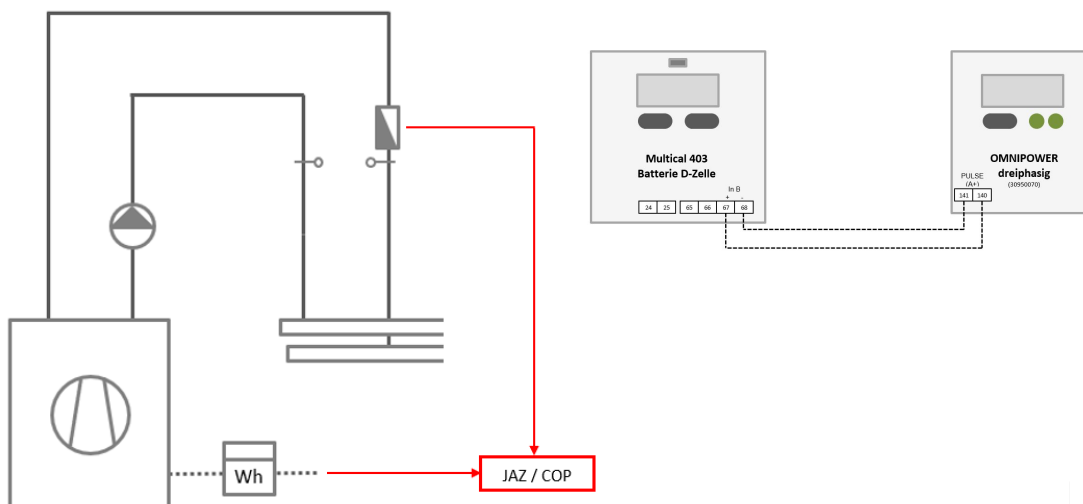 Multical 403
Batterie D-Zelle
In B
+ -
24 25 65 66 67 68
OMNIPOWER
dreiphasig
(30950070)
PULSE
(A+)
141 140
Wh
JAZ / COP